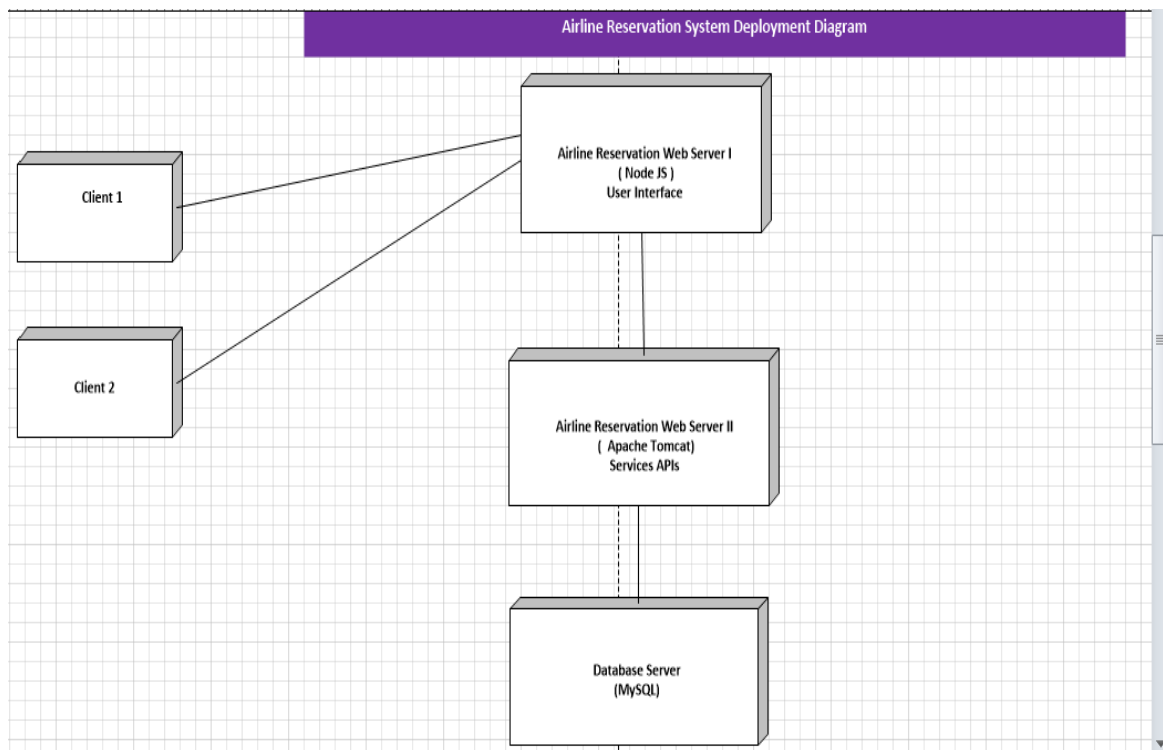 Airline Reservation System Deployment Diagram
Airline Reservation Web Server I
( Node JS )
User Interface
Client 1
Client 2
Airline Reservation Web Server II
( Apache Tomcat)
Services APIs
Database Server
(MySQL)